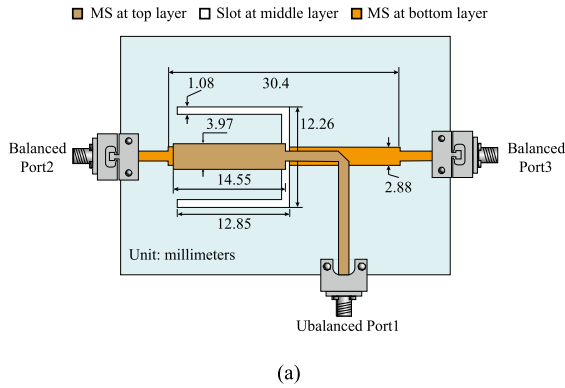 MS at top layer Slot at middle layer MS at bottom layer
1.08
30.4
3.97
12.26
Balanced
Port2
Balanced
Port3
14.55
2.88
12.85
Unit: millimeters
Ubalanced Port1
(a)